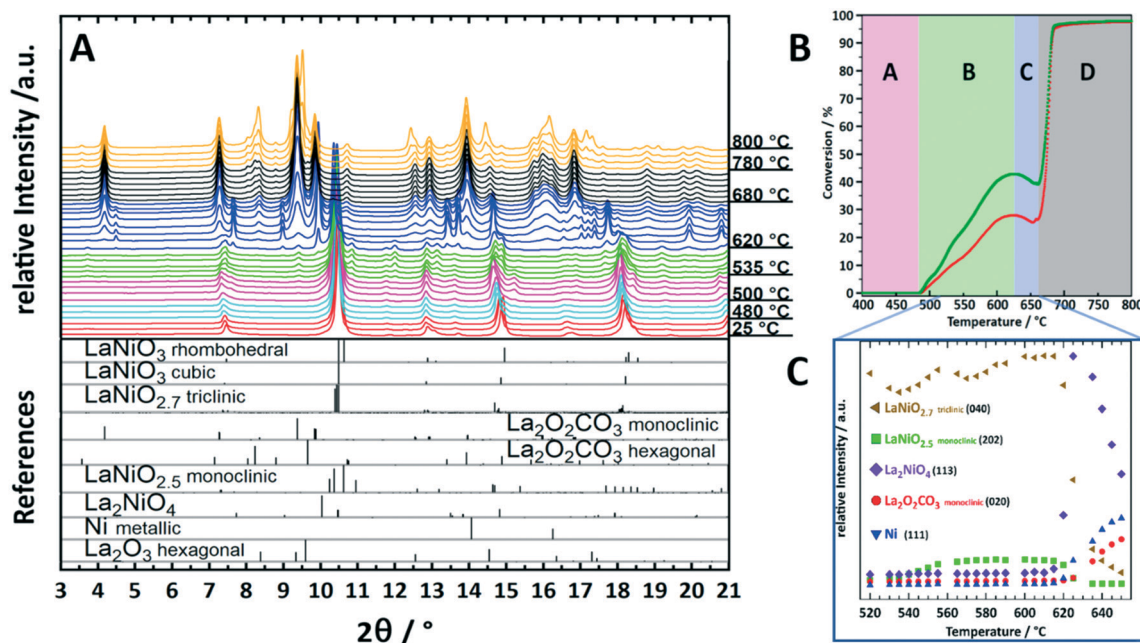 A
relative Intensity /a.u.
800 °C
780 °C
680 °C
620 °C
535 °C
500 °C
480 °C
25 °C
References
LaNiO3 rhombohedral
LaNiO3 cubic
LaNiO2.7 triclinic
La2O2CO3 monoclinic
La2O2CO3 hexagonal
LaNiO2.5 monoclinic
La2NiO4
Ni metallic
La2O3 hexagonal
3 4 5 6 7 8 9 10 11 12 13 14 15 16 17 18 19 20 21
2θ / °
B
Conversion / %
100
90
80
70
60
50
40
30
20
10
0
A B C D
400 450 500 550 600 650 700 750 800
Temperature / °C
C
relative Intensity / a.u.
LaNiO2.7 triclinic (040)
LaNiO2.5 monoclinic (202)
La2NiO4 (113)
La2O2CO3 monoclinic (020)
Ni (111)
520 540 560 580 600 620 640
Temperature / °C